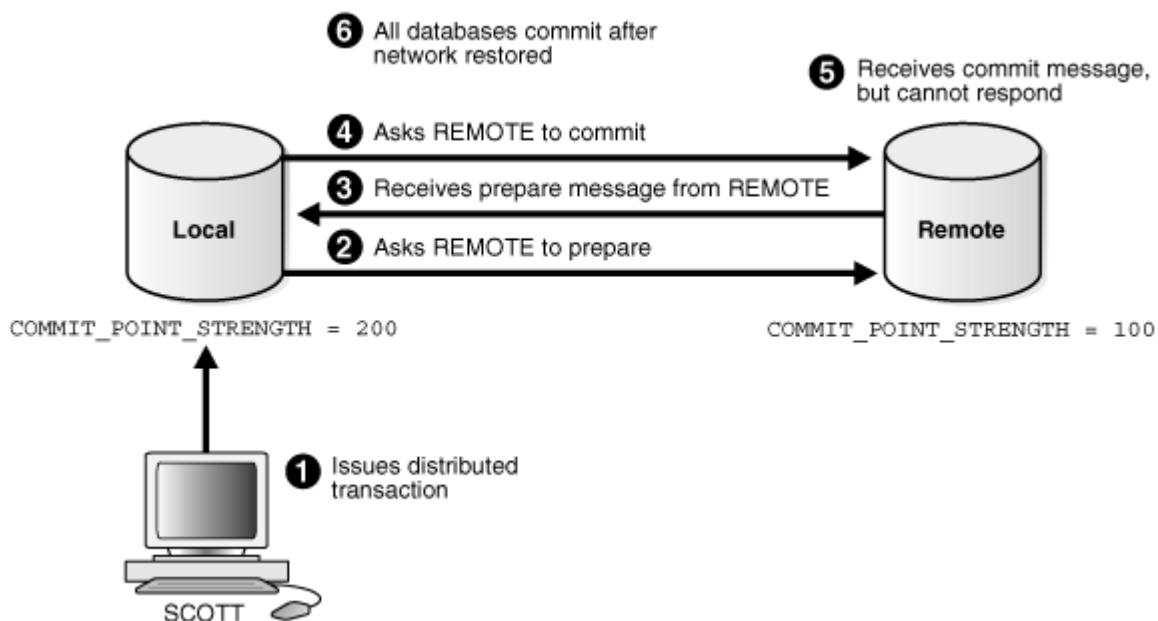 6 All databases commit after
network restored
5 Receives commit message,
but cannot respond
4 Asks REMOTE to commit
3 Receives prepare message from REMOTE
Local
Remote
2 Asks REMOTE to prepare
COMMIT_POINT_STRENGTH = 200
COMMIT_POINT_STRENGTH = 100
1 Issues distributed
transaction
SCOTT